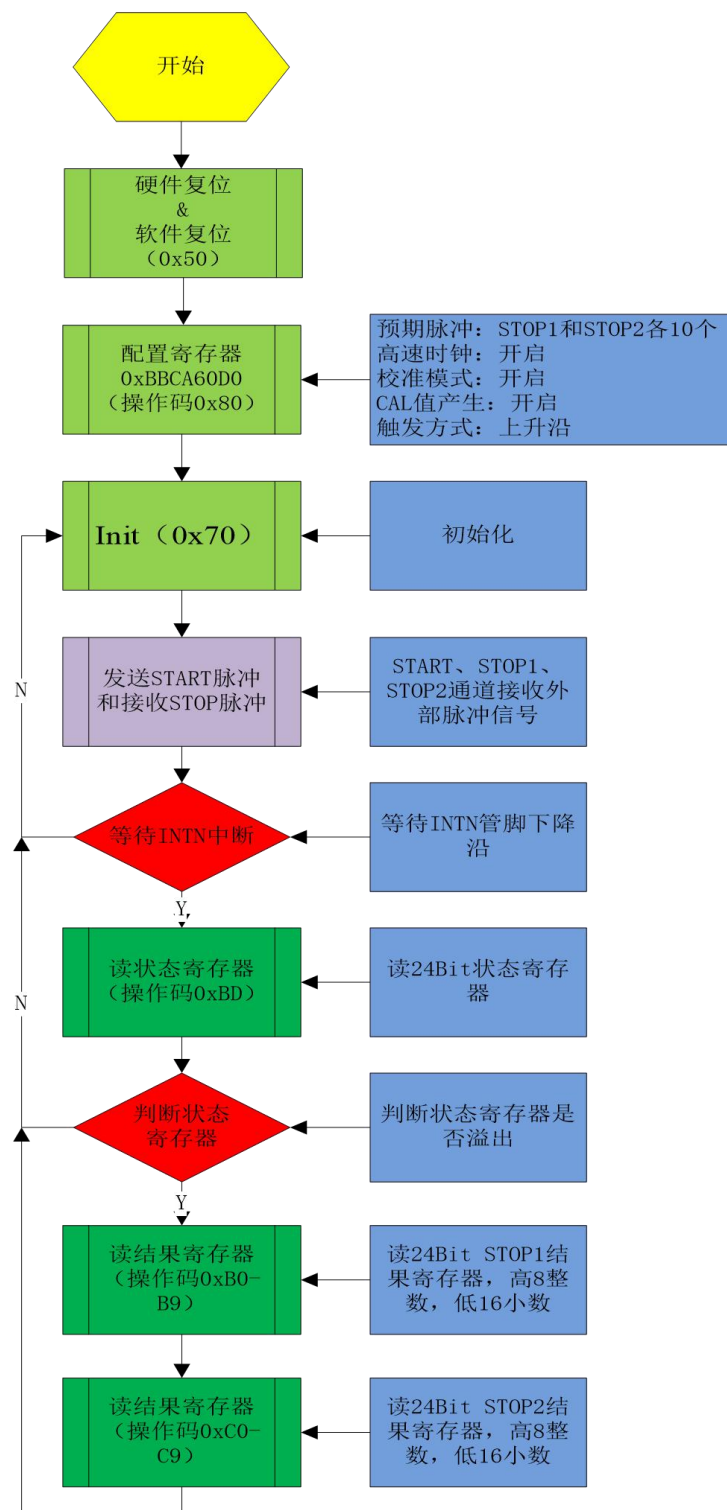 开始
硬件复位
&
软件复位
（0x50）
配置寄存器
0xBBCA60D0
（操作码0x80）
预期脉冲：STOP1和STOP2各10个
高速时钟：开启
校准模式：开启
CAL值产生：开启
触发方式：上升沿
Init（0x70）
初始化
发送START脉冲
和接收STOP脉冲
START、STOP1、
STOP2通道接收外
部脉冲信号
N
等待INTN中断
等待INTN管脚下降
沿
Y
读状态寄存器
（操作码0xBD）
读24Bit状态寄存
器
N
判断状态
寄存器
判断状态寄存器是
否溢出
Y
读结果寄存器
（操作码0xB0-
B9）
读24Bit STOP1结
果寄存器，高8整
数，低16小数
读结果寄存器
（操作码0xC0-
C9）
读24Bit STOP2结
果寄存器，高8整
数，低16小数